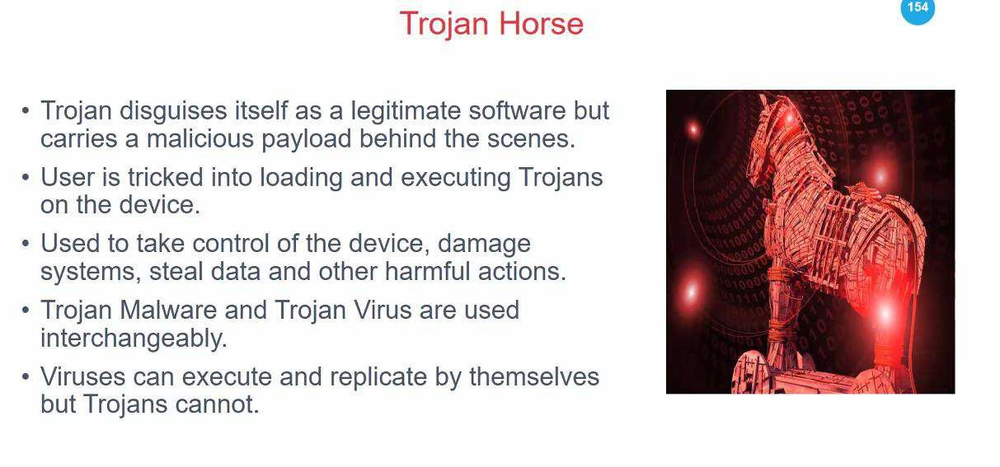 154
Trojan Horse
• Trojan disguises itself as a legitimate software but
carries a malicious payload behind the scenes.
• User is tricked into loading and executing Trojans
on the device.
• Used to take control of the device, damage
systems, steal data and other harmful actions.
• Trojan Malware and Trojan Virus are used
interchangeably.
• Viruses can execute and replicate by themselves
but Trojans cannot.